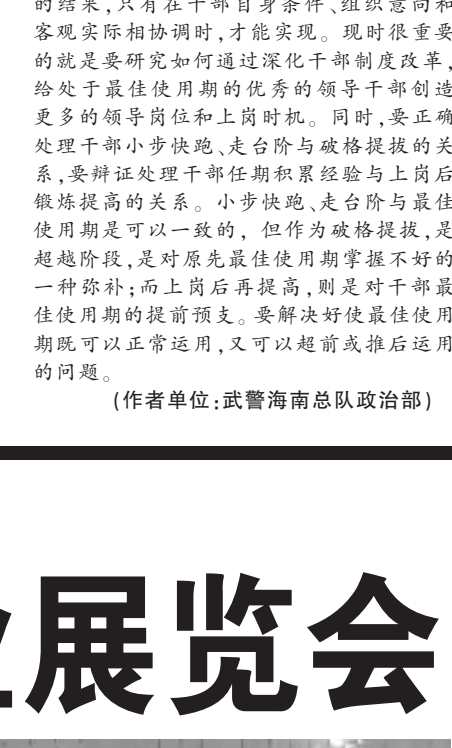 的结果,只有在干部自身条件、组织意向和
客观实际相协调时,才能实现。现时很重要
的就是要研究如何通过深化干部制度改革,
给处于最佳使用期的优秀的领导干部创造
更多的领导岗位和上岗时机。同时,要正确
处理干部小步快跑、走台阶与破格提拔的关
系,要辩证处理干部任期积累经验与上岗后
锻炼提高的关系。小步快跑、走台阶与最佳
使用期是可以一致的,但作为破格提拔,是
超越阶段,是对原先最佳使用期掌握不好的
一种弥补;而上岗后再提高,则是对干部最
佳使用期的提前预支。要解决好使最佳使用
期既可以正常运用,又可以超前或推后运用
的问题。
(作者单位:武警海南总队政治部)
业展览会